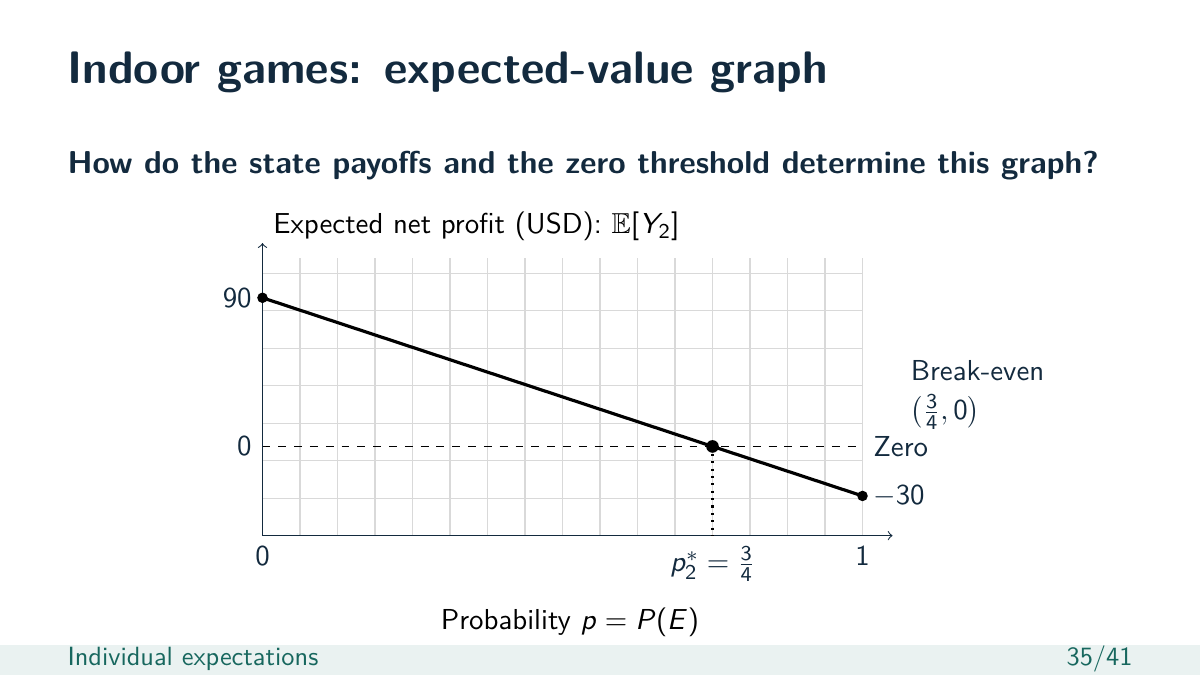 Indoor games: expected-value graph
How do the state payoffs and the zero threshold determine this graph?
Expected net profit (USD): 𝔼[Y₂]
90
Break-even
(3/4, 0)
0
Zero
−30
0
p₂* = 3/4
1
Probability p = P(E)
Individual expectations
35/41